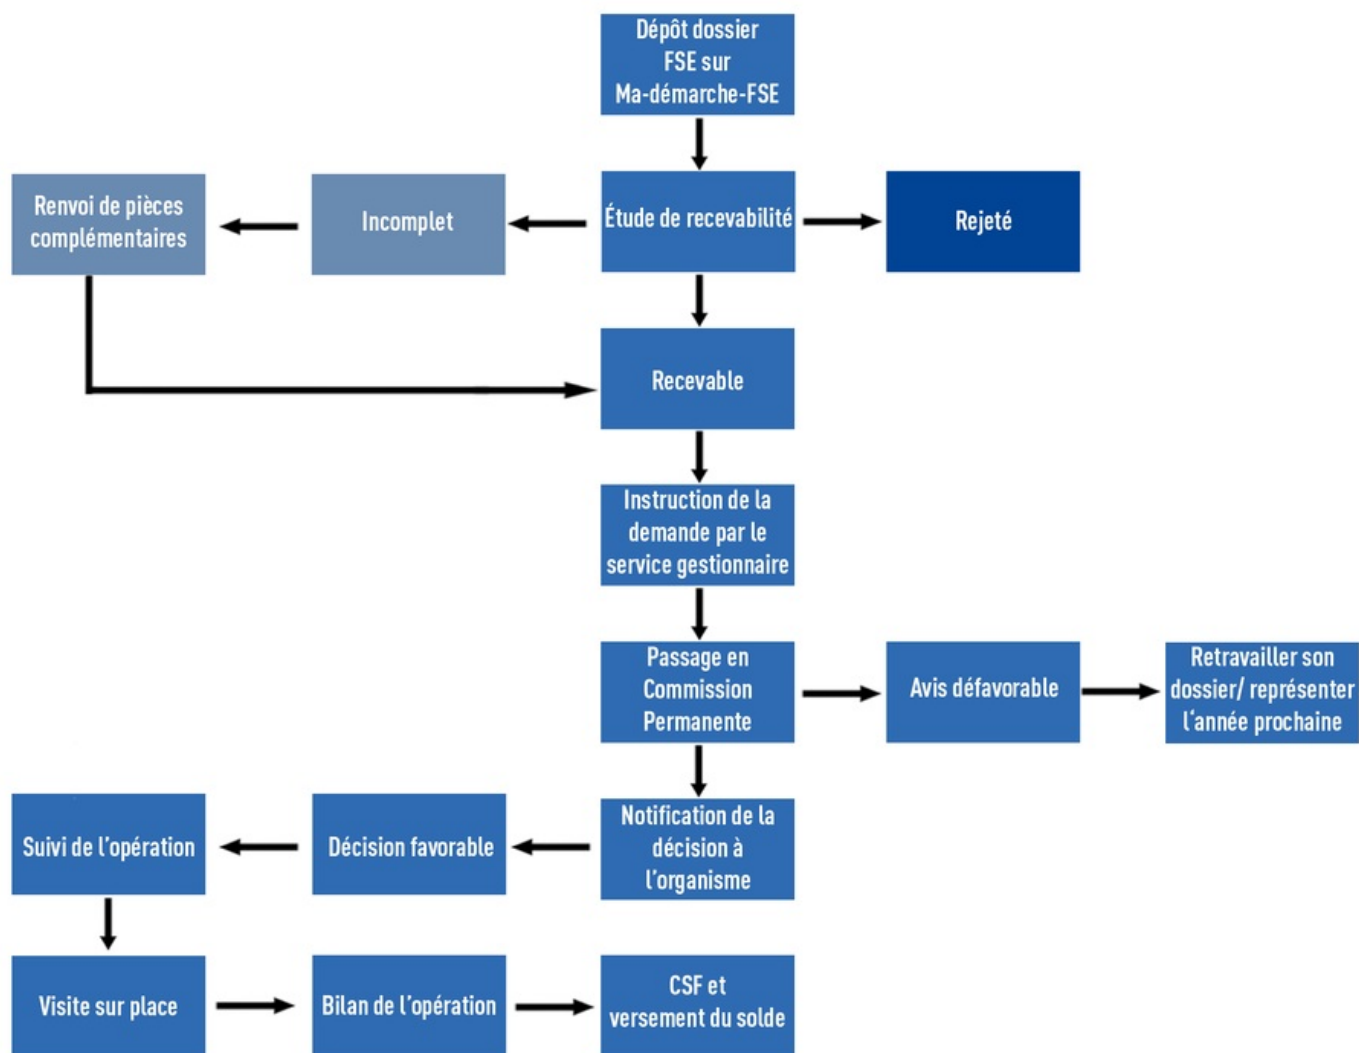 Dépôt dossier
FSE sur
Ma-démarche-FSE
Renvoi de pièces
complémentaires
Incomplet
Étude de recevabilité
Rejeté
Recevable
Instruction de la
demande par le
service gestionnaire
Passage en
Commission
Permanente
Avis défavorable
Retravailler son
dossier/ représenter
l'année prochaine
Suivi de l'opération
Décision favorable
Notification de la
décision à
l'organisme
Visite sur place
Bilan de l'opération
CSF et
versement du solde